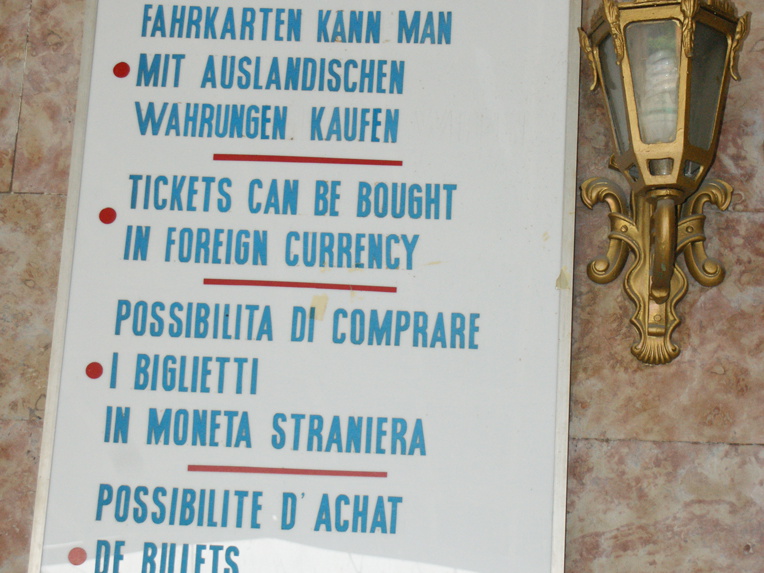 FAHRKARTEN KANN MAN
MIT AUSLANDISCHEN
WAHRUNGEN KAUFEN
TICKETS CAN BE BOUGHT
IN FOREIGN CURRENCY
POSSIBILITA DI COMPRARE
I BIGLIETTI
IN MONETA STRANIERA
POSSIBILITE D'ACHAT
DE BILLETS